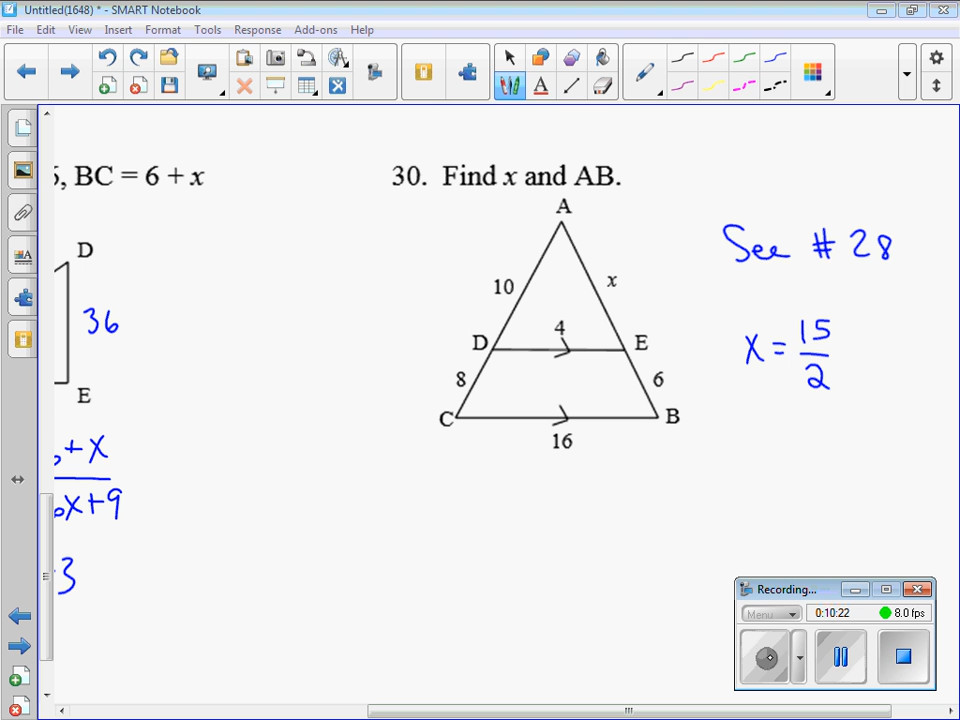 Untitled(1648) * - SMART Notebook
File Edit View Insert Format Tools Response Add-ons Help
A
, BC = 6 + x
30. Find x and AB.
A
D
See # 28
10
x
36
4
D
E
x = 15/2
8
6
E
C
B
16
+ x
x+9
3
Recording...
Menu
0:10:22
8.0 fps